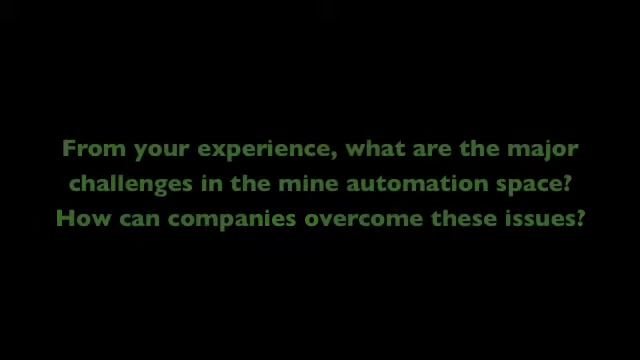 From your experience, what are the major
challenges in the mine automation space?
How can companies overcome these issues?